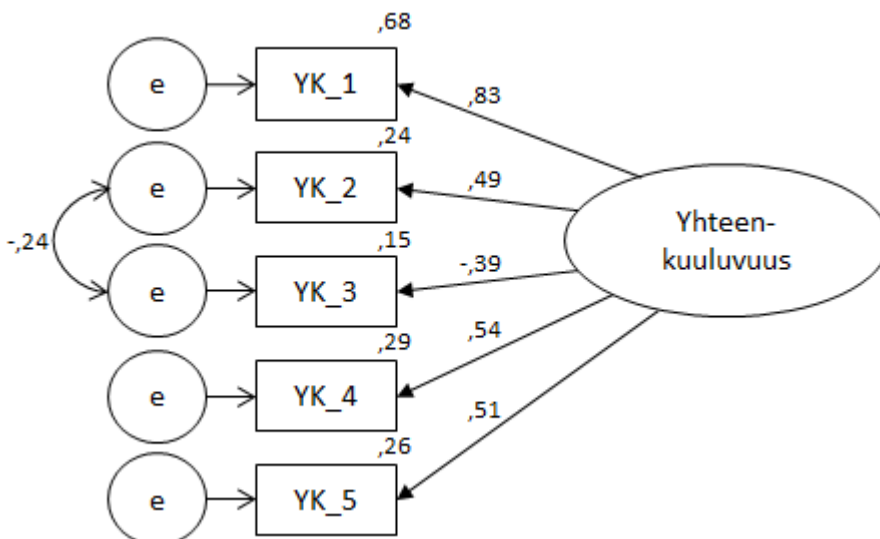 ,68
e
YK_1
,83
,24
e
YK_2
,49
Yhteen-
kuuluvuus
-,24
,15
e
YK_3
-,39
,29
e
YK_4
,54
,26
e
YK_5
,51